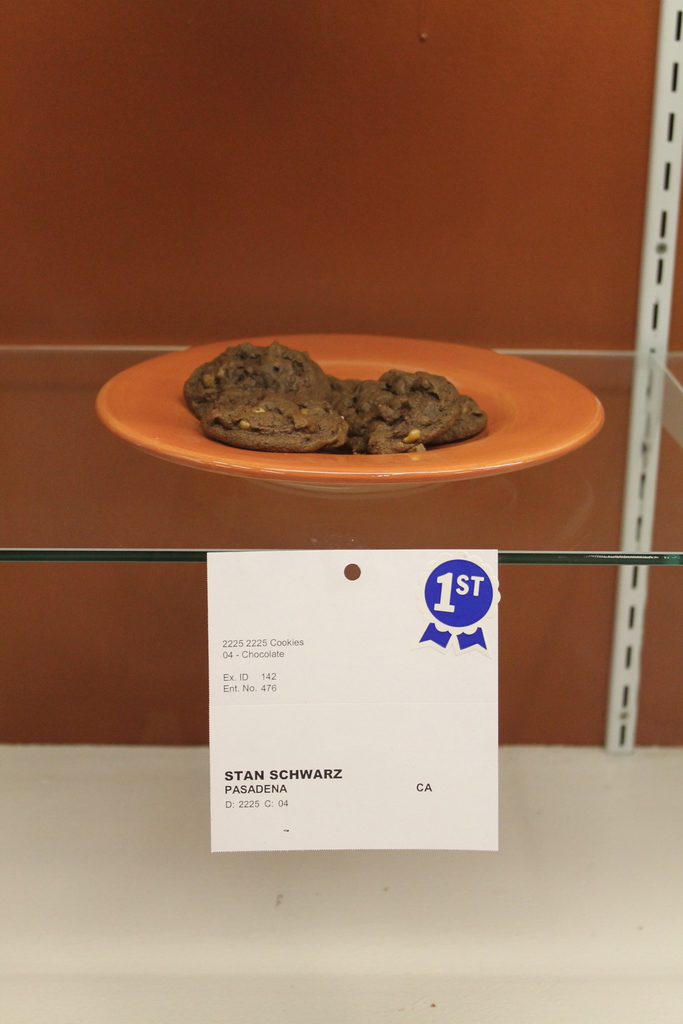 1ST
2225 2225 Cookies
04 - Chocolate
Ex. ID 142
Ent. No. 476
STAN SCHWARZ
PASADENA CA
D: 2225 C: 04